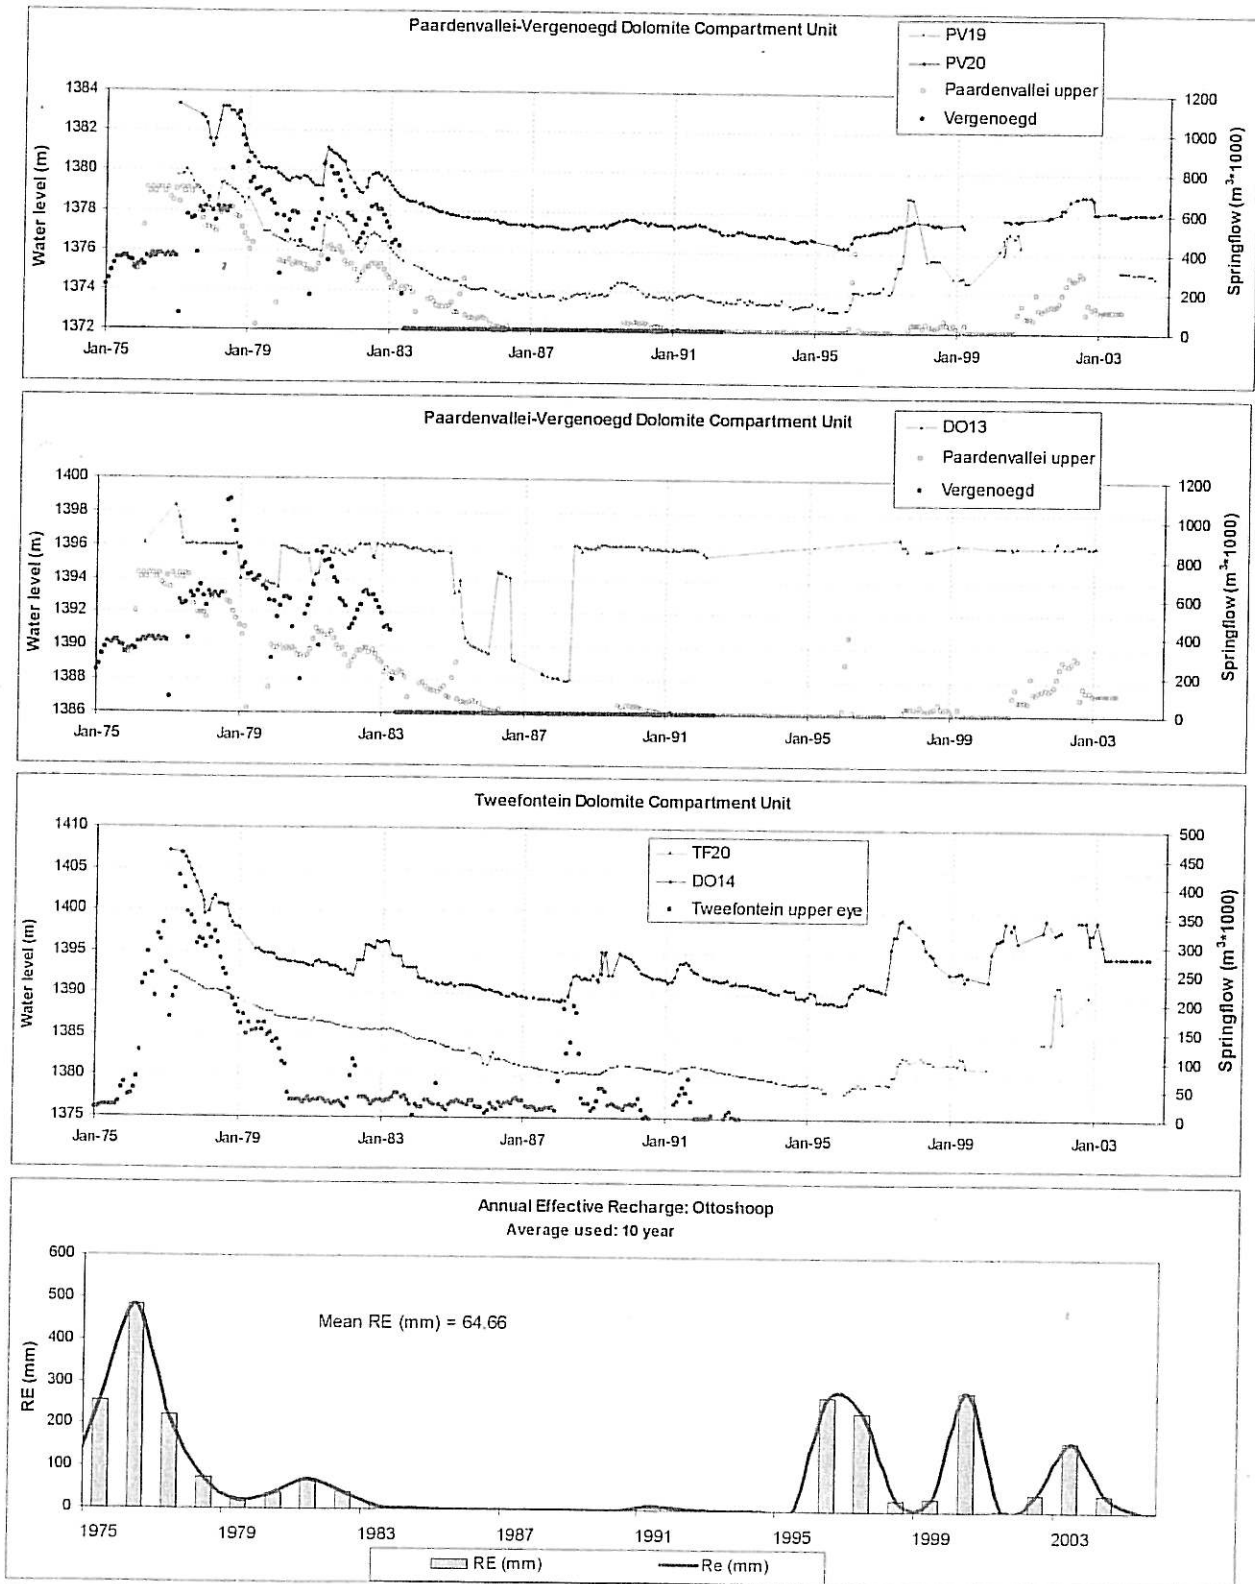 Paardenvallei-Vergenoegd Dolomite Compartment Unit
PV19
PV20
Paardenvallei upper
Vergenoegd
Water level (m)
1384
1382
1380
1378
1376
1374
1372
1200
1000
800
600
400
200
0
Springflow (m³*1000)
Jan-75 Jan-79 Jan-83 Jan-87 Jan-91 Jan-95 Jan-99 Jan-03
Paardenvallei-Vergenoegd Dolomite Compartment Unit
DO13
Paardenvallei upper
Vergenoegd
Water level (m)
1400
1398
1396
1394
1392
1390
1388
1386
1200
1000
800
600
400
200
0
Springflow (m³*1000)
Jan-75 Jan-79 Jan-83 Jan-87 Jan-91 Jan-95 Jan-99 Jan-03
Tweefontein Dolomite Compartment Unit
TF20
DO14
Tweefontein upper eye
Water level (m)
1410
1405
1400
1395
1390
1385
1380
1375
500
450
400
350
300
250
200
150
100
50
0
Springflow (m³*1000)
Jan-75 Jan-79 Jan-83 Jan-87 Jan-91 Jan-95 Jan-99 Jan-03
Annual Effective Recharge: Ottoshoop
Average used: 10 year
Mean RE (mm) = 64.66
RE (mm)
600
500
400
300
200
100
0
1975 1979 1983 1987 1991 1995 1999 2003
RE (mm) Re (mm)